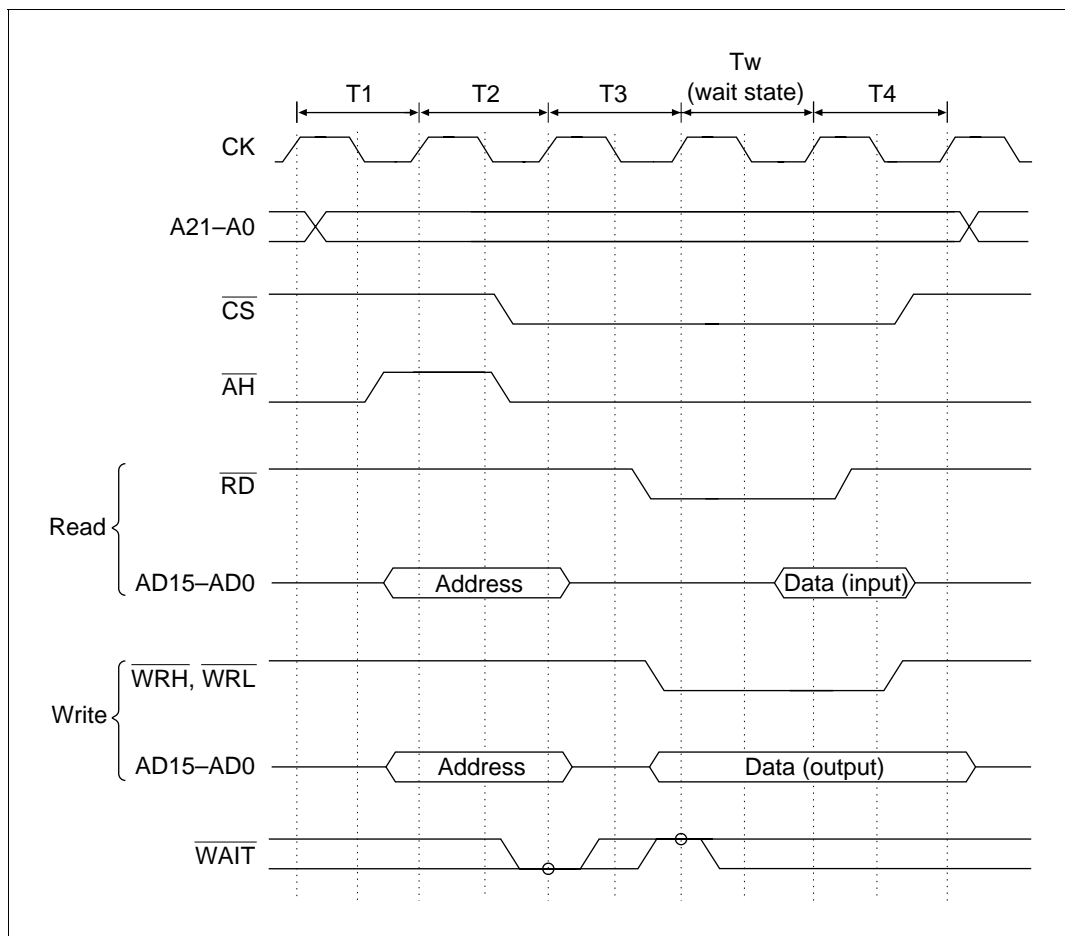 Tw
T1 T2 T3 (wait state) T4
CK
A21–A0
CS
AH
RD
Read
AD15–AD0 Address Data (input)
WRH, WRL
Write
AD15–AD0 Address Data (output)
WAIT